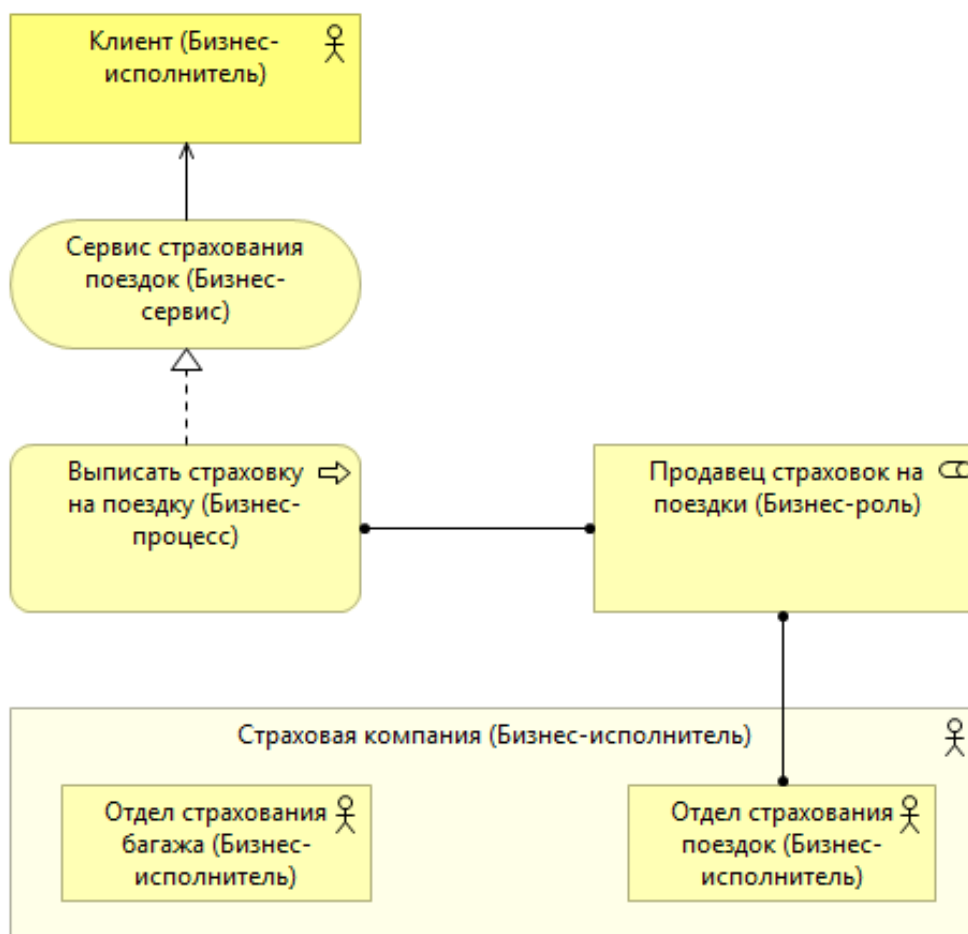 Клиент (Бизнес-
исполнитель)
Сервис страхования
поездок (Бизнес-
сервис)
Выписать страховку
на поездку (Бизнес-
процесс)
Продавец страховок на
поездки (Бизнес-роль)
Страховая компания (Бизнес-исполнитель)
Отдел страхования
багажа (Бизнес-
исполнитель)
Отдел страхования
поездок (Бизнес-
исполнитель)